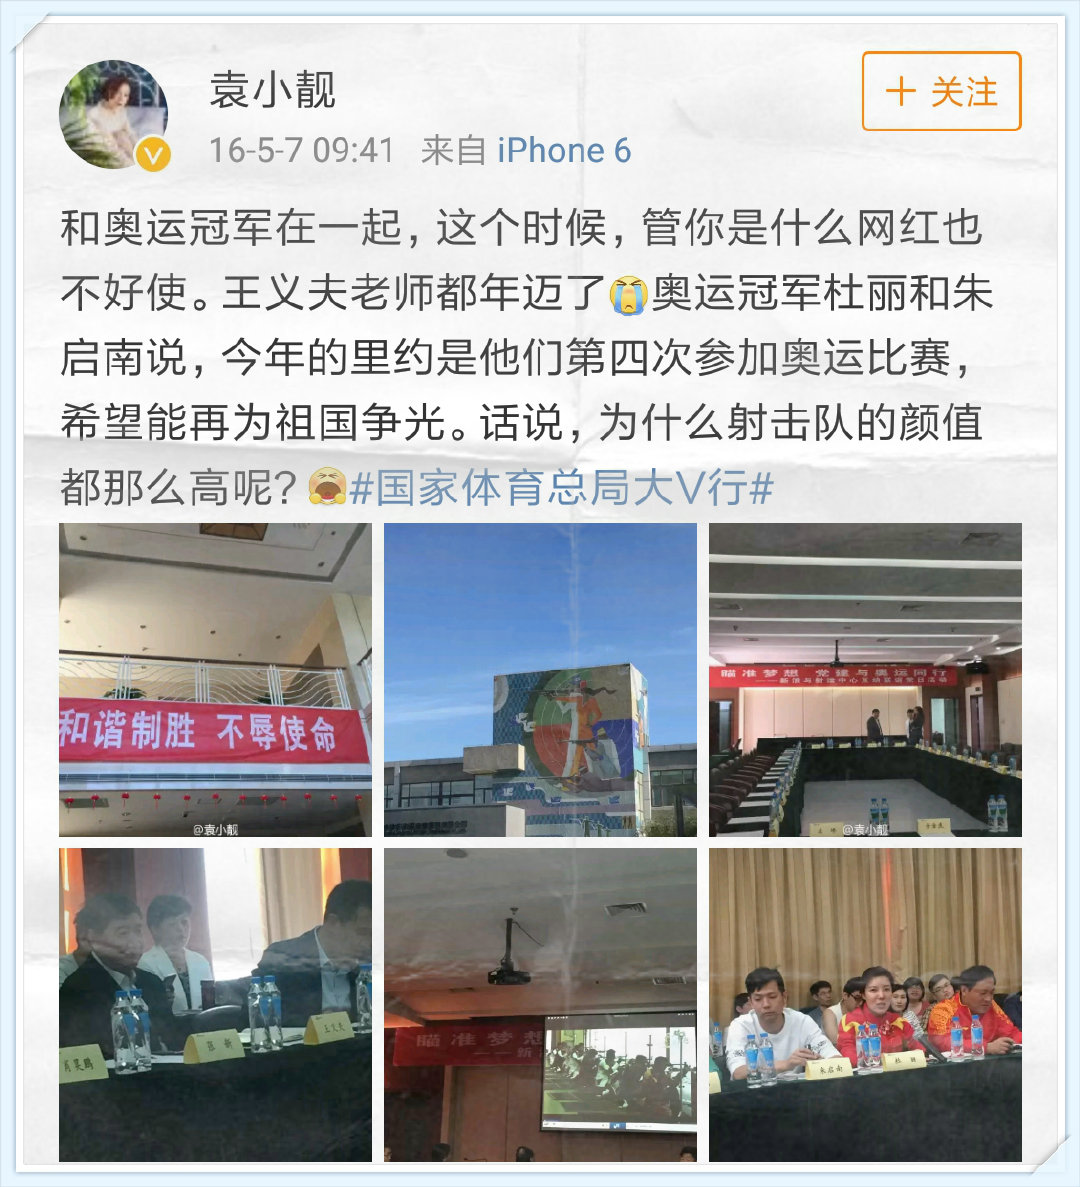 袁小靓
+ 关注
16-5-7 09:41 来自 iPhone 6
和奥运冠军在一起，这个时候，管你是什么网红也
不好使。王义夫老师都年迈了奥运冠军杜丽和朱
启南说，今年的里约是他们第四次参加奥运比赛，
希望能再为祖国争光。话说，为什么射击队的颜值
都那么高呢？#国家体育总局大V行#
和谐制胜 不辱使命
@袁小靓
瞄准梦想 党建与奥运同行
@袁小靓
张新
王义夫
瞄准梦想
朱启南
杜丽